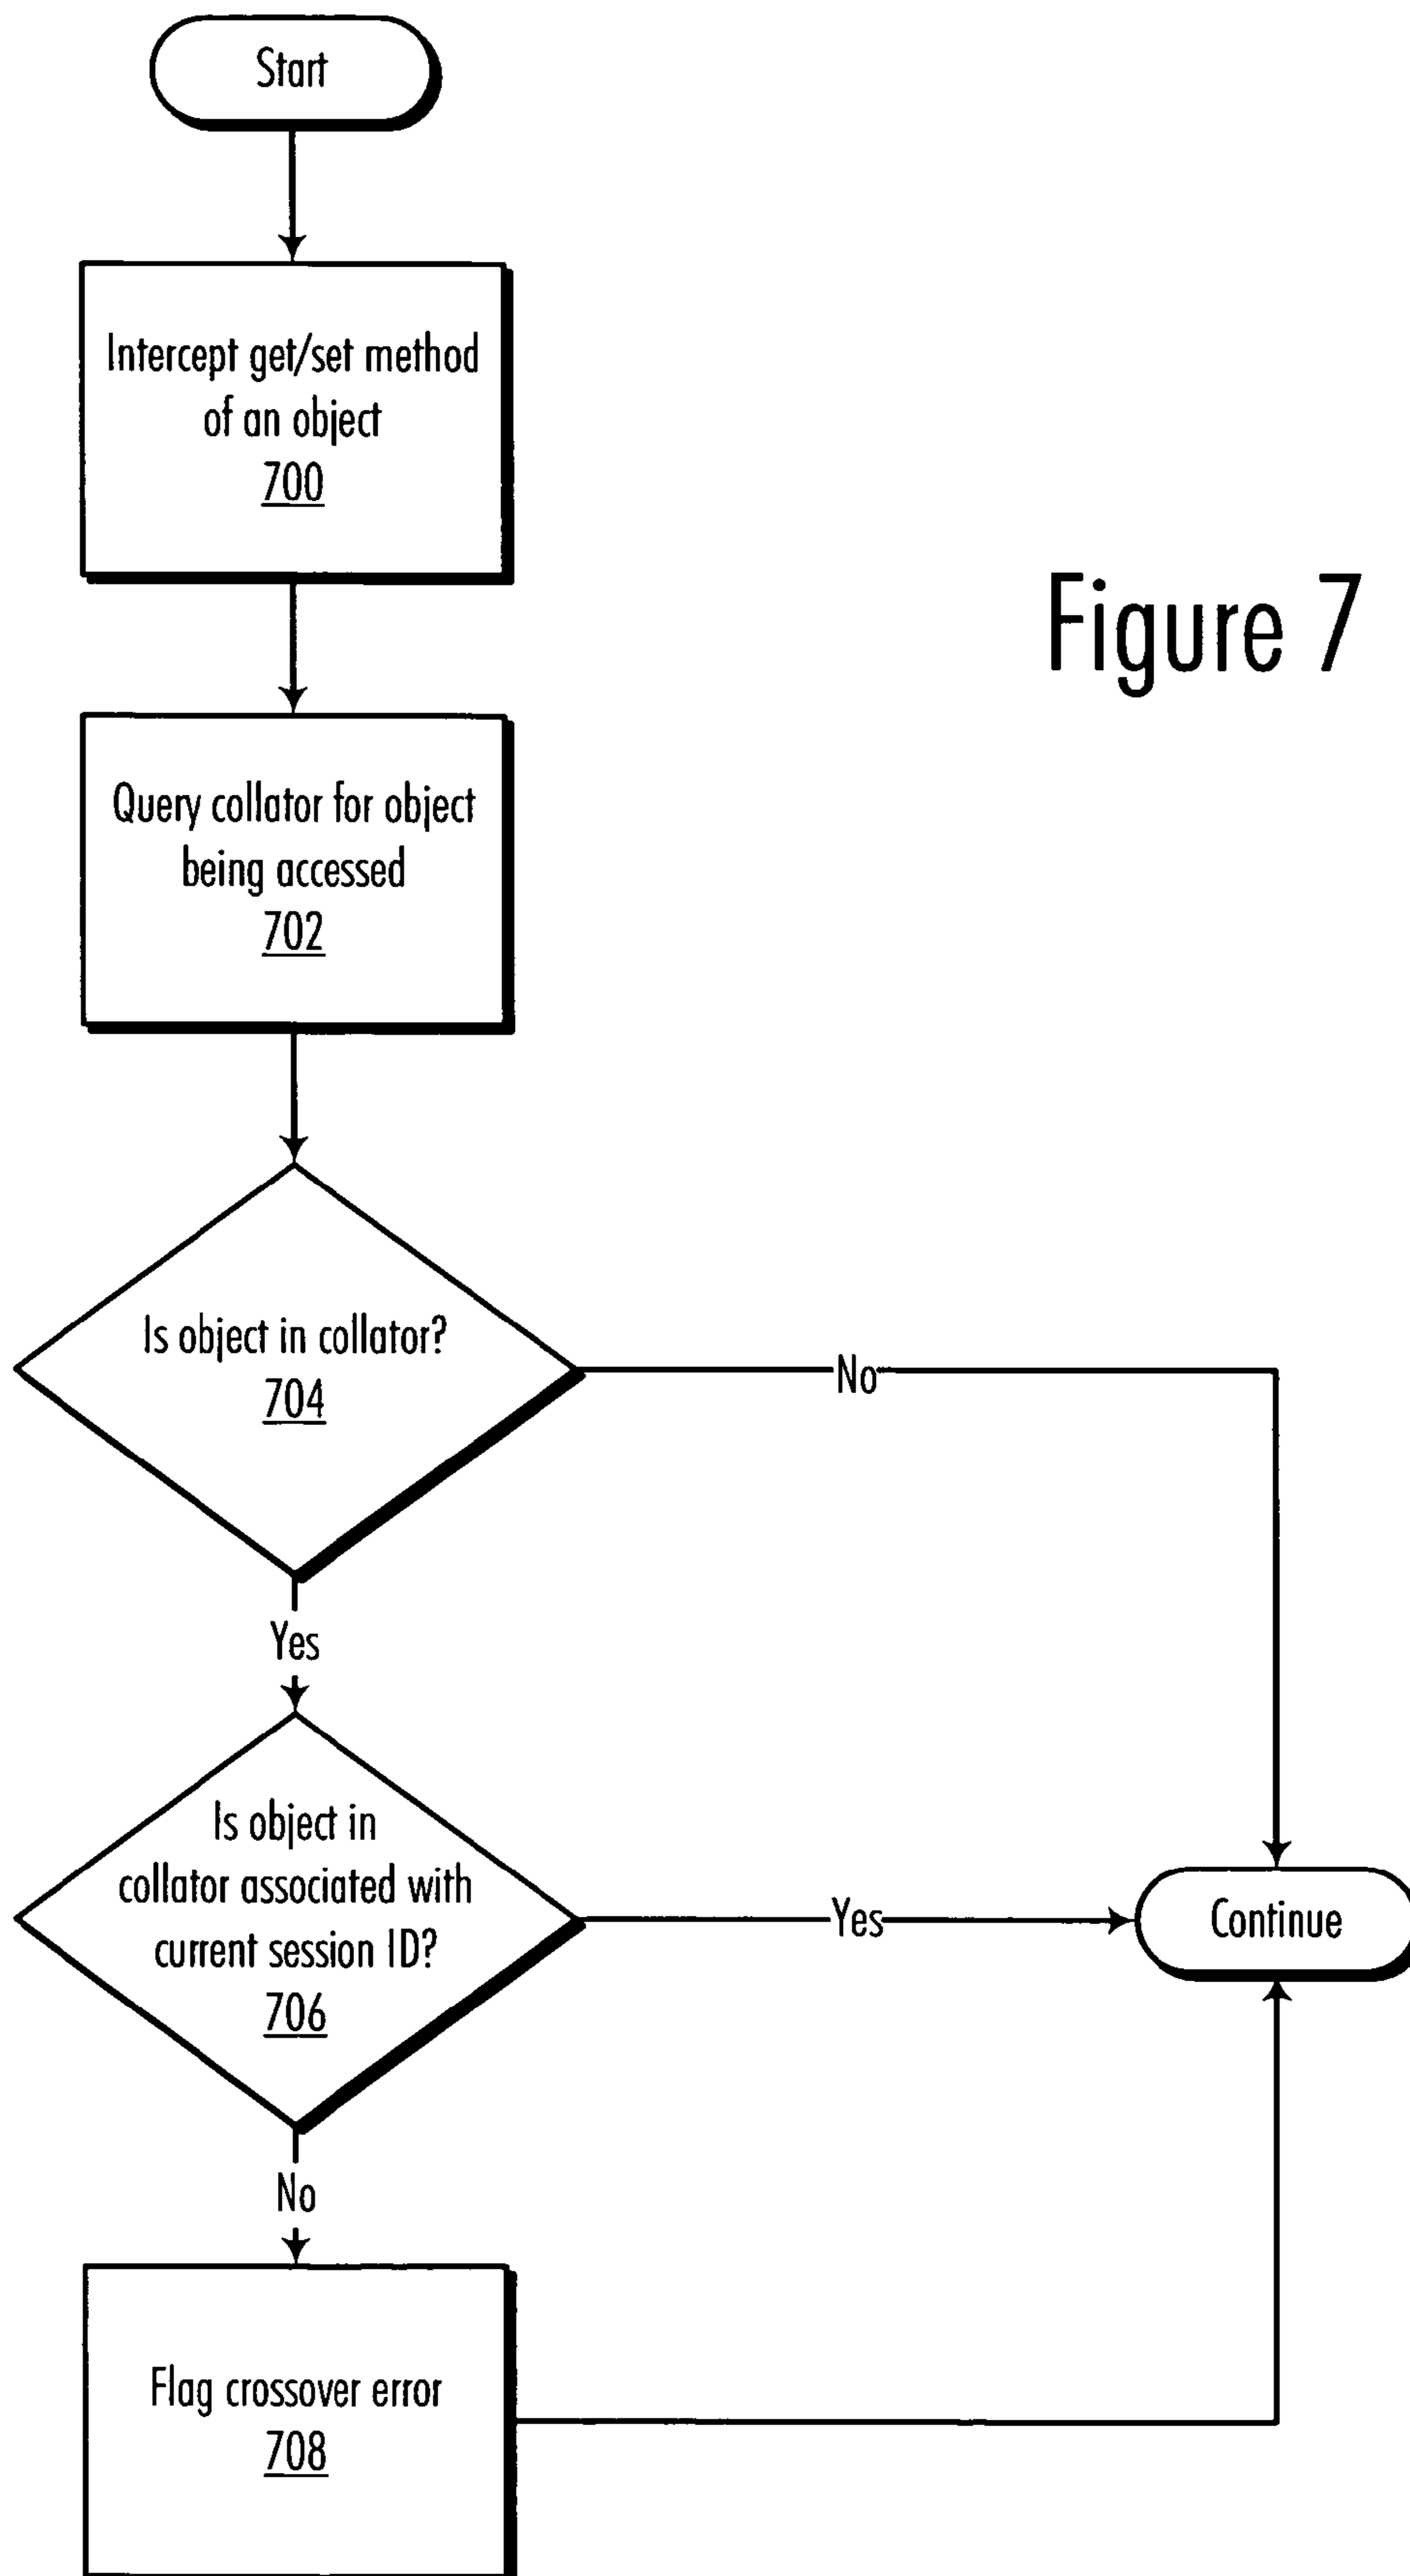 Start
Intercept get/set method
of an object
700
Figure 7
Query collator for object
being accessed
702
Is object in collator?
704
No
Yes
Is object in
collator associated with
current session ID?
706
Yes
Continue
No
Flag crossover error
708